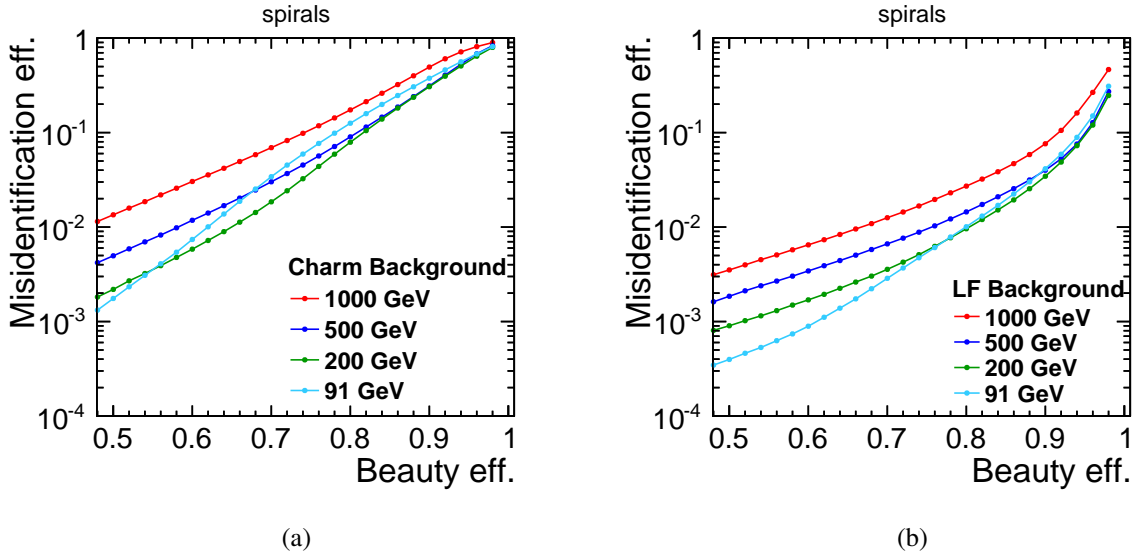 spirals
Misidentification eff.
1
10-1
10-2
10-3
10-4
Charm Background
1000 GeV
500 GeV
200 GeV
91 GeV
0.5 0.6 0.7 0.8 0.9 1
Beauty eff.
(a)
spirals
Misidentification eff.
1
10-1
10-2
10-3
10-4
LF Background
1000 GeV
500 GeV
200 GeV
91 GeV
0.5 0.6 0.7 0.8 0.9 1
Beauty eff.
(b)